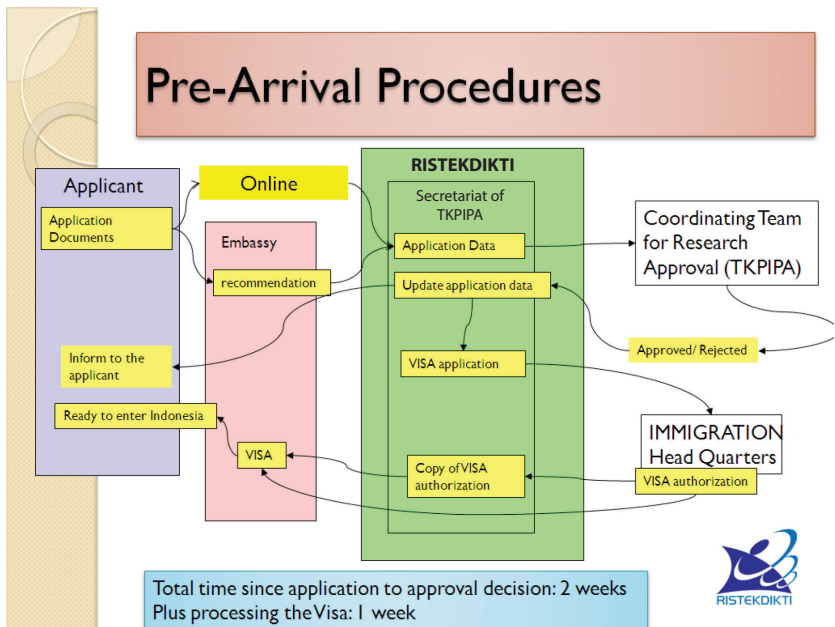 Pre-Arrival Procedures
Applicant
Application
Documents
Online
Embassy
recommendation
RISTEKDIKTI
Secretariat of
TKPIPA
Application Data
Update application data
Coordinating Team
for Research
Approval (TKPIPA)
Approved/ Rejected
Inform to the
applicant
VISA application
Ready to enter Indonesia
VISA
Copy of VISA
authorization
IMMIGRATION
Head Quarters
VISA authorization
Total time since application to approval decision: 2 weeks
Plus processing the Visa: 1 week
RISTEKDIKTI